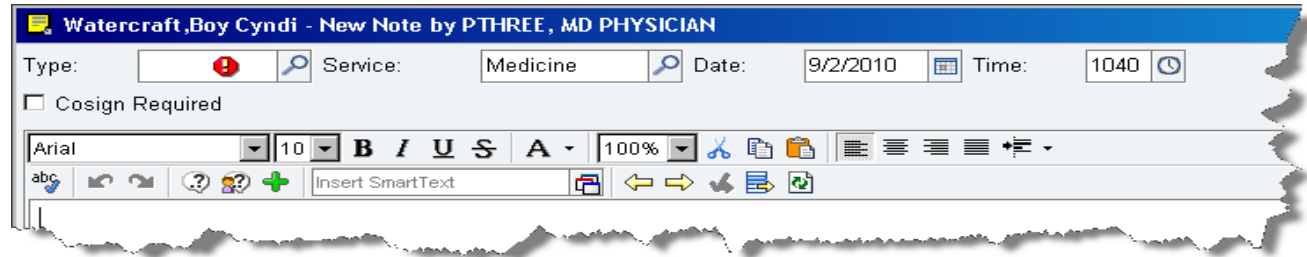 Watercraft,Boy Cyndi - New Note by PTHREE, MD PHYSICIAN
Type: Service: Medicine Date: 9/2/2010 Time: 1040
Cosign Required
Arial 10 B I U S A 100%
abc Insert SmartText